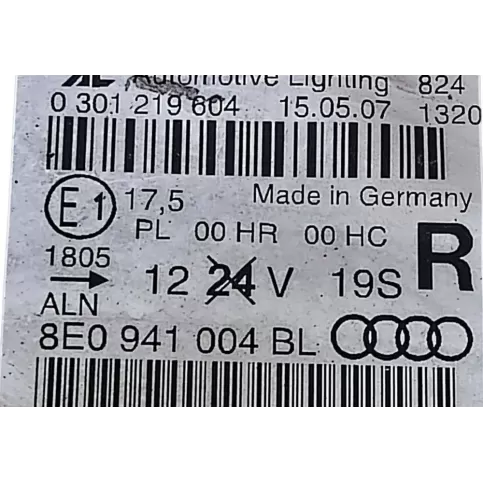 AL Automotive Lighting 824
0 301 219 604 15.05.07 1320
E1 17,5 Made in Germany
PL 00 HR 00 HC R
1805
→ 12 24 V 19S
ALN
8E0 941 004 BL